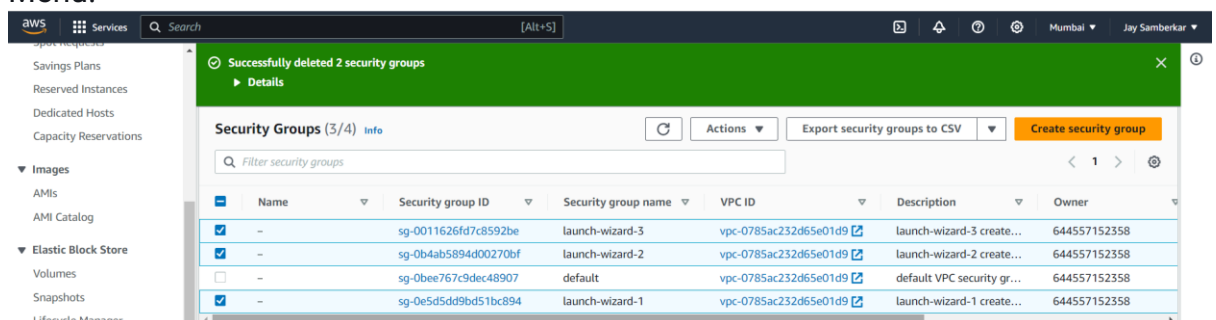 Menu.
aws Services Search [Alt+S] Mumbai Jay Samberkar
Spot Requests
Savings Plans
Reserved Instances
Dedicated Hosts
Capacity Reservations
Images
AMIs
AMI Catalog
Elastic Block Store
Volumes
Snapshots
Lifecycle Manager
Successfully deleted 2 security groups
Details
Security Groups (3/4) Info Actions Export security groups to CSV Create security group
Filter security groups 1
Name Security group ID Security group name VPC ID Description Owner
– sg-0011626fd7c8592be launch-wizard-3 vpc-0785ac232d65e01d9 launch-wizard-3 create... 644557152358
– sg-0b4ab5894d00270bf launch-wizard-2 vpc-0785ac232d65e01d9 launch-wizard-2 create... 644557152358
– sg-0bee767c9dec48907 default vpc-0785ac232d65e01d9 default VPC security gr... 644557152358
– sg-0e5d5dd9bd51bc894 launch-wizard-1 vpc-0785ac232d65e01d9 launch-wizard-1 create... 644557152358